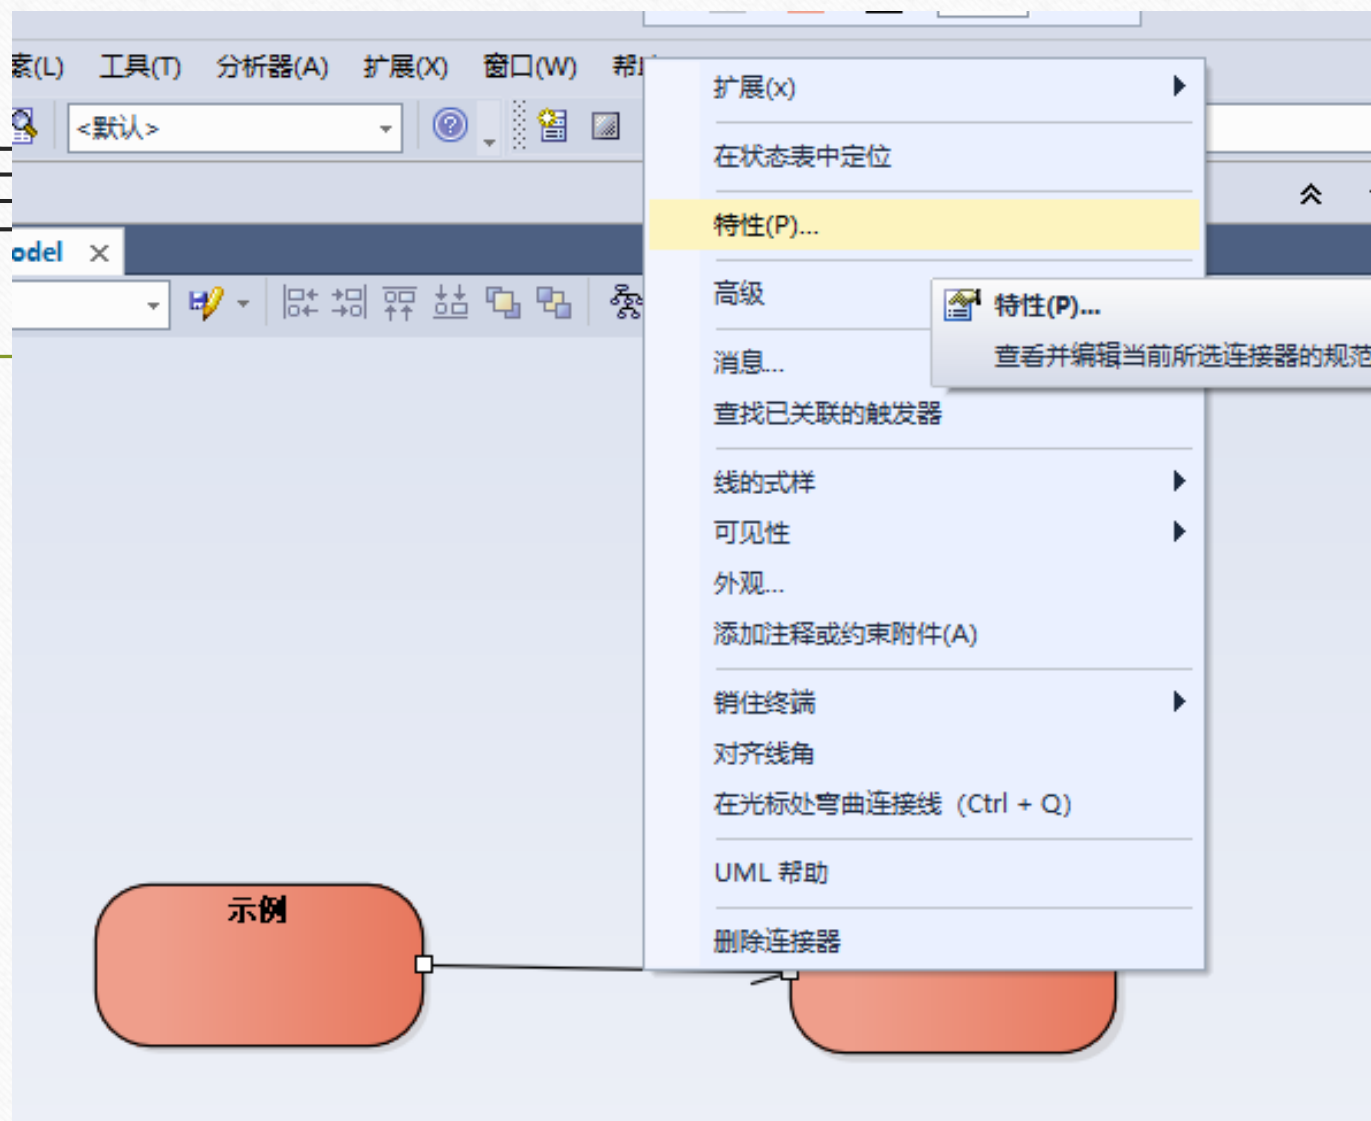 素(L) 工具(T) 分析器(A) 扩展(X) 窗口(W)
<默认>
odel
扩展(x)
在状态表中定位
特性(P)...
高级
特性(P)...
查看并编辑当前所选连接器的规范
消息...
查找已关联的触发器
线的式样
可见性
外观...
添加注释或约束附件(A)
销住终端
对齐线角
在光标处弯曲连接线 (Ctrl + Q)
UML 帮助
删除连接器
示例